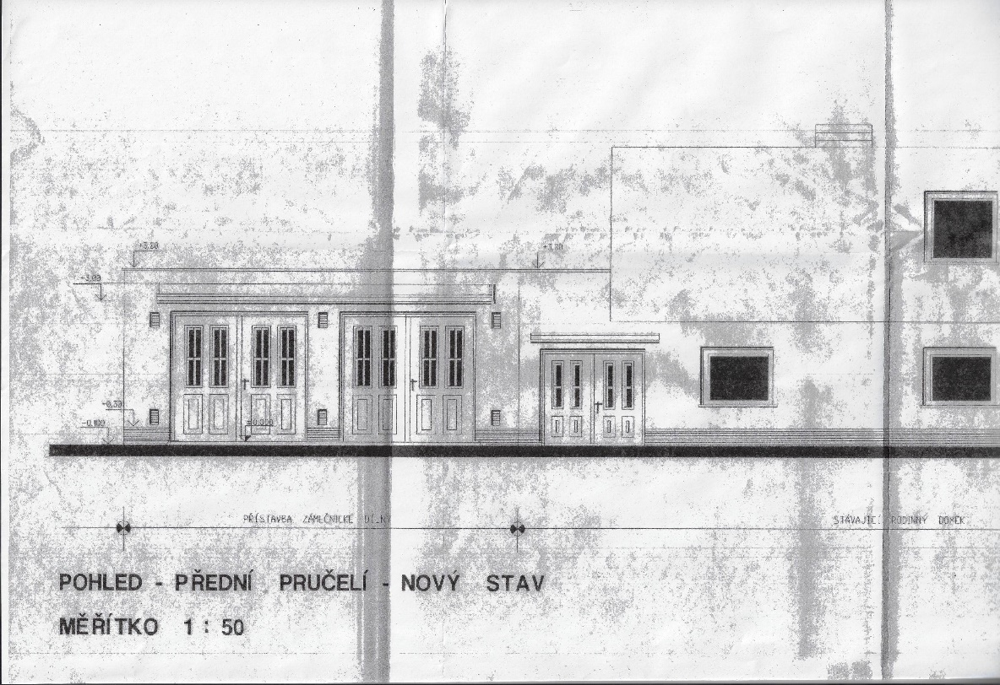 +3,80
+3,80
+3,00
-0,30
-0,100
±0,000
PŘÍSTAVBA ZÁMEČNICKÉ DÍLNY
STÁVAJÍCÍ RODINNÝ DOMEK
POHLED - PŘEDNÍ PRUČELÍ - NOVÝ STAV
MĚŘÍTKO 1 : 50